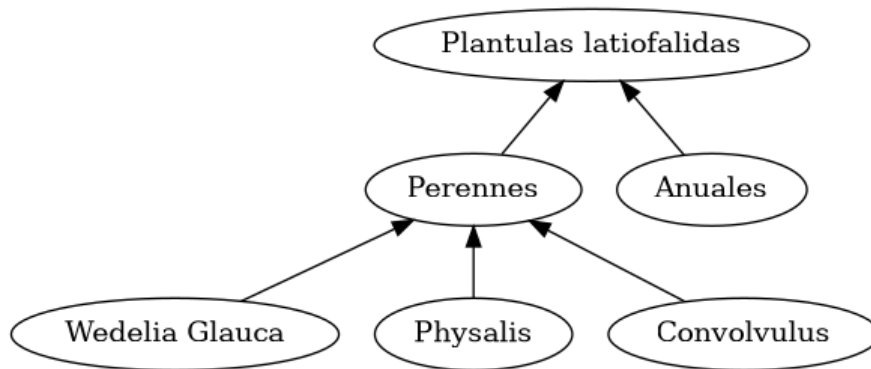 Plantulas latiofalidas
Perennes
Anuales
Wedelia Glauca
Physalis
Convolvulus